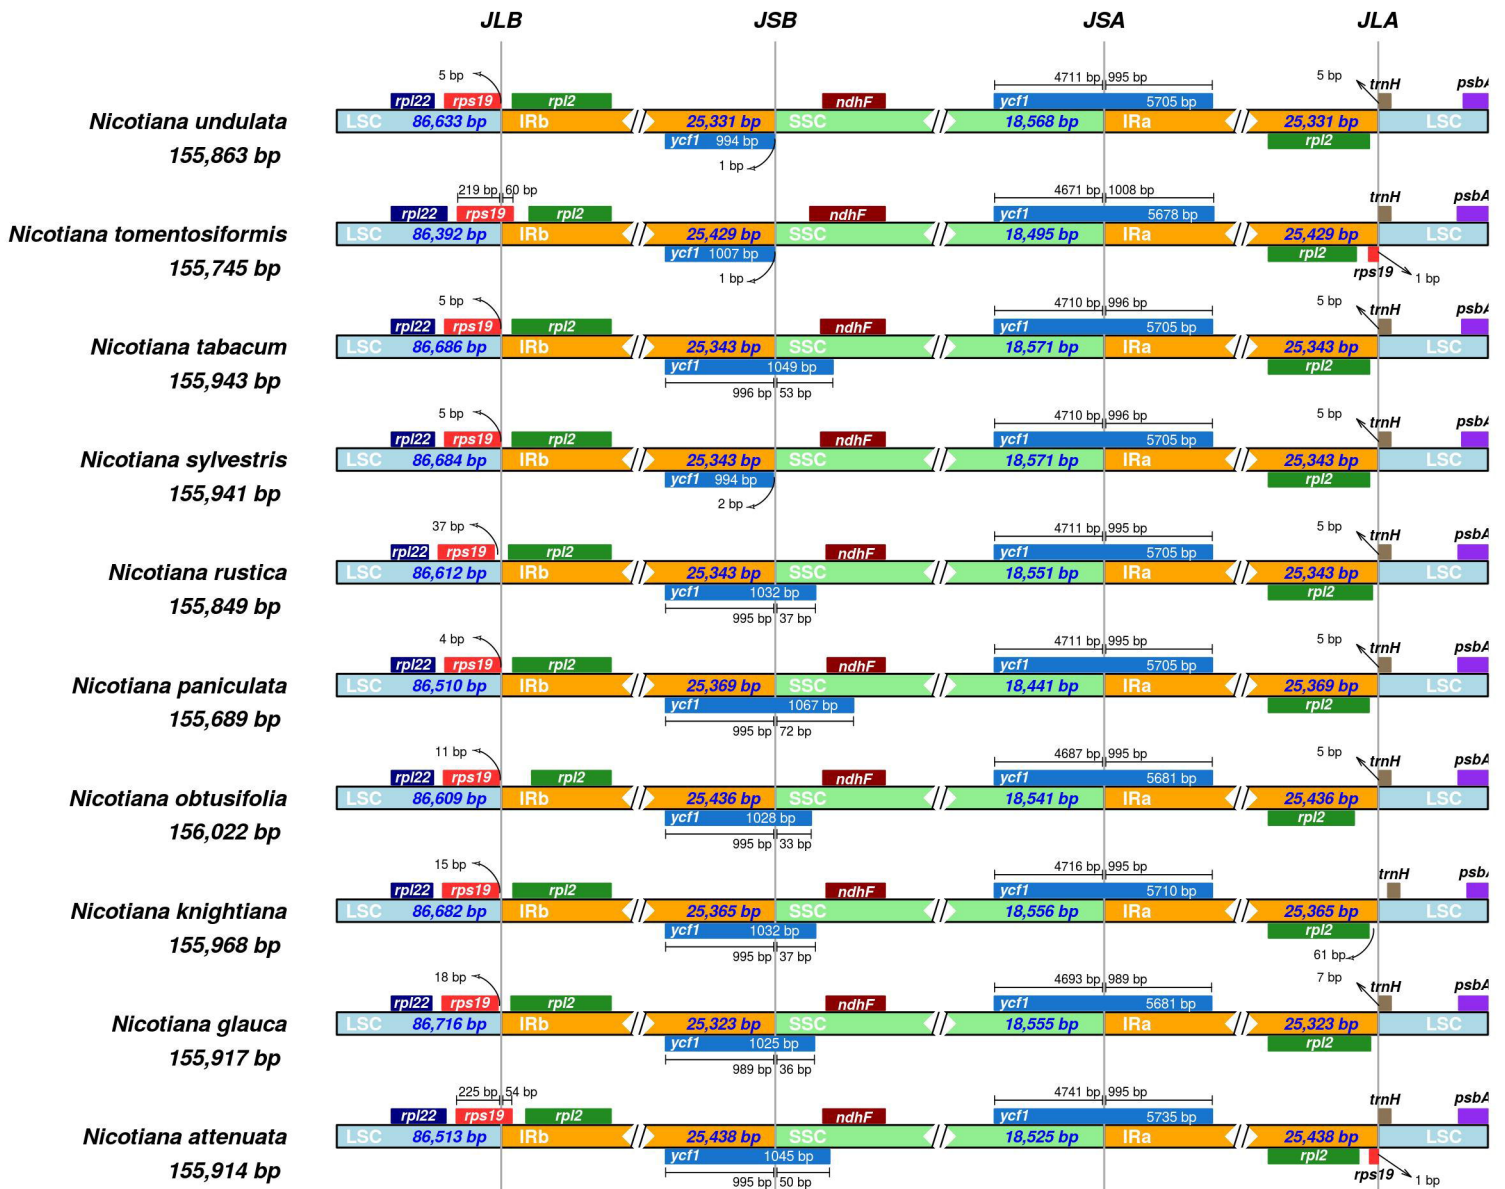 JLB JSB JSA JLA
5 bp 4711 bp 995 bp 5 bp trnH psbA
rpl22 rps19 rpl2 ndhF ycf1 5705 bp
Nicotiana undulata LSC 86,633 bp IRb 25,331 bp SSC 18,568 bp IRa 25,331 bp LSC
ycf1 994 bp rpl2
155,863 bp 1 bp
219 bp 60 bp 4671 bp 1008 bp trnH psbA
rpl22 rps19 rpl2 ndhF ycf1 5678 bp
Nicotiana tomentosiformis LSC 86,392 bp IRb 25,429 bp SSC 18,495 bp IRa 25,429 bp LSC
ycf1 1007 bp rpl2
155,745 bp 1 bp rps19 1 bp
5 bp 4710 bp 996 bp 5 bp trnH psbA
rpl22 rps19 rpl2 ndhF ycf1 5705 bp
Nicotiana tabacum LSC 86,686 bp IRb 25,343 bp SSC 18,571 bp IRa 25,343 bp LSC
ycf1 1049 bp rpl2
155,943 bp 996 bp 53 bp
5 bp 4710 bp 996 bp 5 bp trnH psbA
rpl22 rps19 rpl2 ndhF ycf1 5705 bp
Nicotiana sylvestris LSC 86,684 bp IRb 25,343 bp SSC 18,571 bp IRa 25,343 bp LSC
ycf1 994 bp rpl2
155,941 bp 2 bp
37 bp 4711 bp 995 bp 5 bp trnH psbA
rpl22 rps19 rpl2 ndhF ycf1 5705 bp
Nicotiana rustica LSC 86,612 bp IRb 25,343 bp SSC 18,551 bp IRa 25,343 bp LSC
ycf1 1032 bp rpl2
155,849 bp 995 bp 37 bp
4 bp 4711 bp 995 bp 5 bp trnH psbA
rpl22 rps19 rpl2 ndhF ycf1 5705 bp
Nicotiana paniculata LSC 86,510 bp IRb 25,369 bp SSC 18,441 bp IRa 25,369 bp LSC
ycf1 1067 bp rpl2
155,689 bp 995 bp 72 bp
11 bp 4687 bp 995 bp 5 bp trnH psbA
rpl22 rps19 rpl2 ndhF ycf1 5681 bp
Nicotiana obtusifolia LSC 86,609 bp IRb 25,436 bp SSC 18,541 bp IRa 25,436 bp LSC
ycf1 1028 bp rpl2
156,022 bp 995 bp 33 bp
15 bp 4716 bp 995 bp trnH psbA
rpl22 rps19 rpl2 ndhF ycf1 5710 bp
Nicotiana knightiana LSC 86,682 bp IRb 25,365 bp SSC 18,556 bp IRa 25,365 bp LSC
ycf1 1032 bp rpl2
155,968 bp 995 bp 37 bp 61 bp
18 bp 4693 bp 989 bp 7 bp trnH psbA
rpl22 rps19 rpl2 ndhF ycf1 5681 bp
Nicotiana glauca LSC 86,716 bp IRb 25,323 bp SSC 18,555 bp IRa 25,323 bp LSC
ycf1 1025 bp rpl2
155,917 bp 989 bp 36 bp
225 bp 54 bp 4741 bp 995 bp trnH psbA
rpl22 rps19 rpl2 ndhF ycf1 5735 bp
Nicotiana attenuata LSC 86,513 bp IRb 25,438 bp SSC 18,525 bp IRa 25,438 bp LSC
ycf1 1045 bp rpl2
155,914 bp 995 bp 50 bp rps19 1 bp